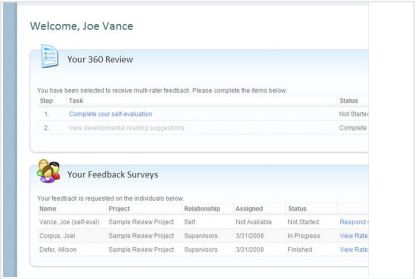 Welcome, Joe Vance
Your 360 Review
You have been selected to receive multi-rater feedback. Please complete the items below:
Step Task Status
1. Complete your self-evaluation Not Started
2. View developmental reading suggestions Complete
Your Feedback Surveys
Your feedback is requested on the individuals below.
Name Project Relationship Assigned Status
Vance, Joe (self-eval) Sample Review Project Self Not Available Not Started Respond
Corpus, Joel Sample Review Project Supervisors 3/31/2009 In Progress View Rate
Defer, Allison Sample Review Project Supervisors 3/31/2009 Finished View Rate